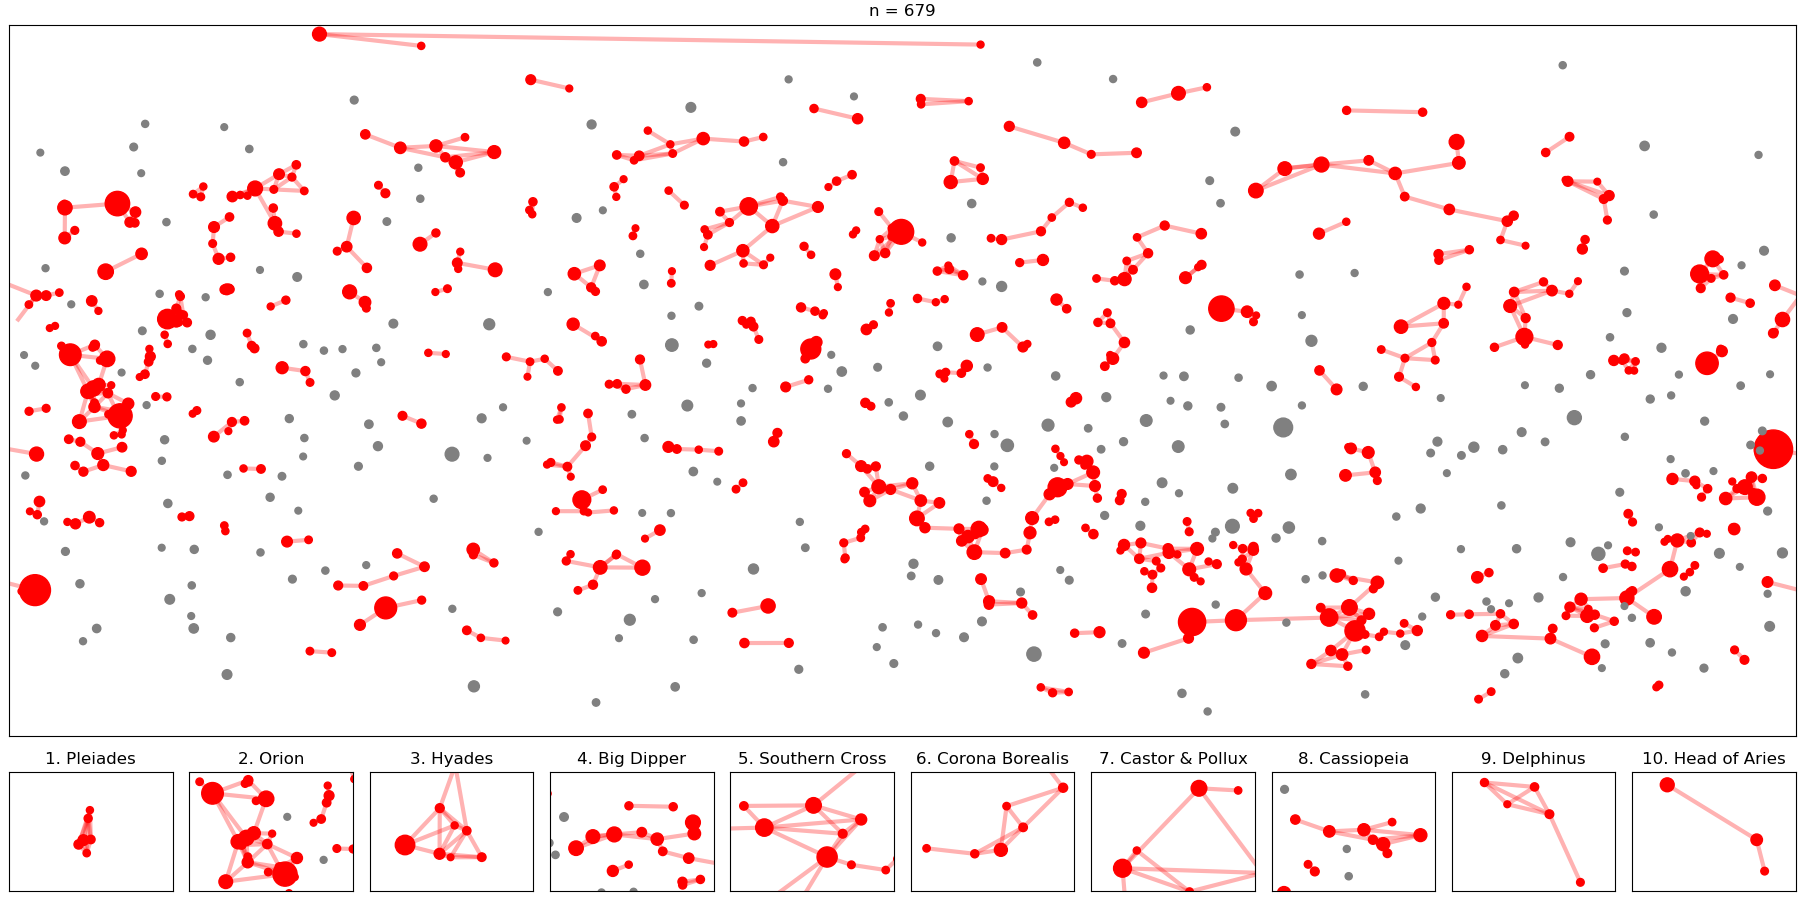 n = 679
1. Pleiades
2. Orion
3. Hyades
4. Big Dipper
5. Southern Cross
6. Corona Borealis
7. Castor & Pollux
8. Cassiopeia
9. Delphinus
10. Head of Aries